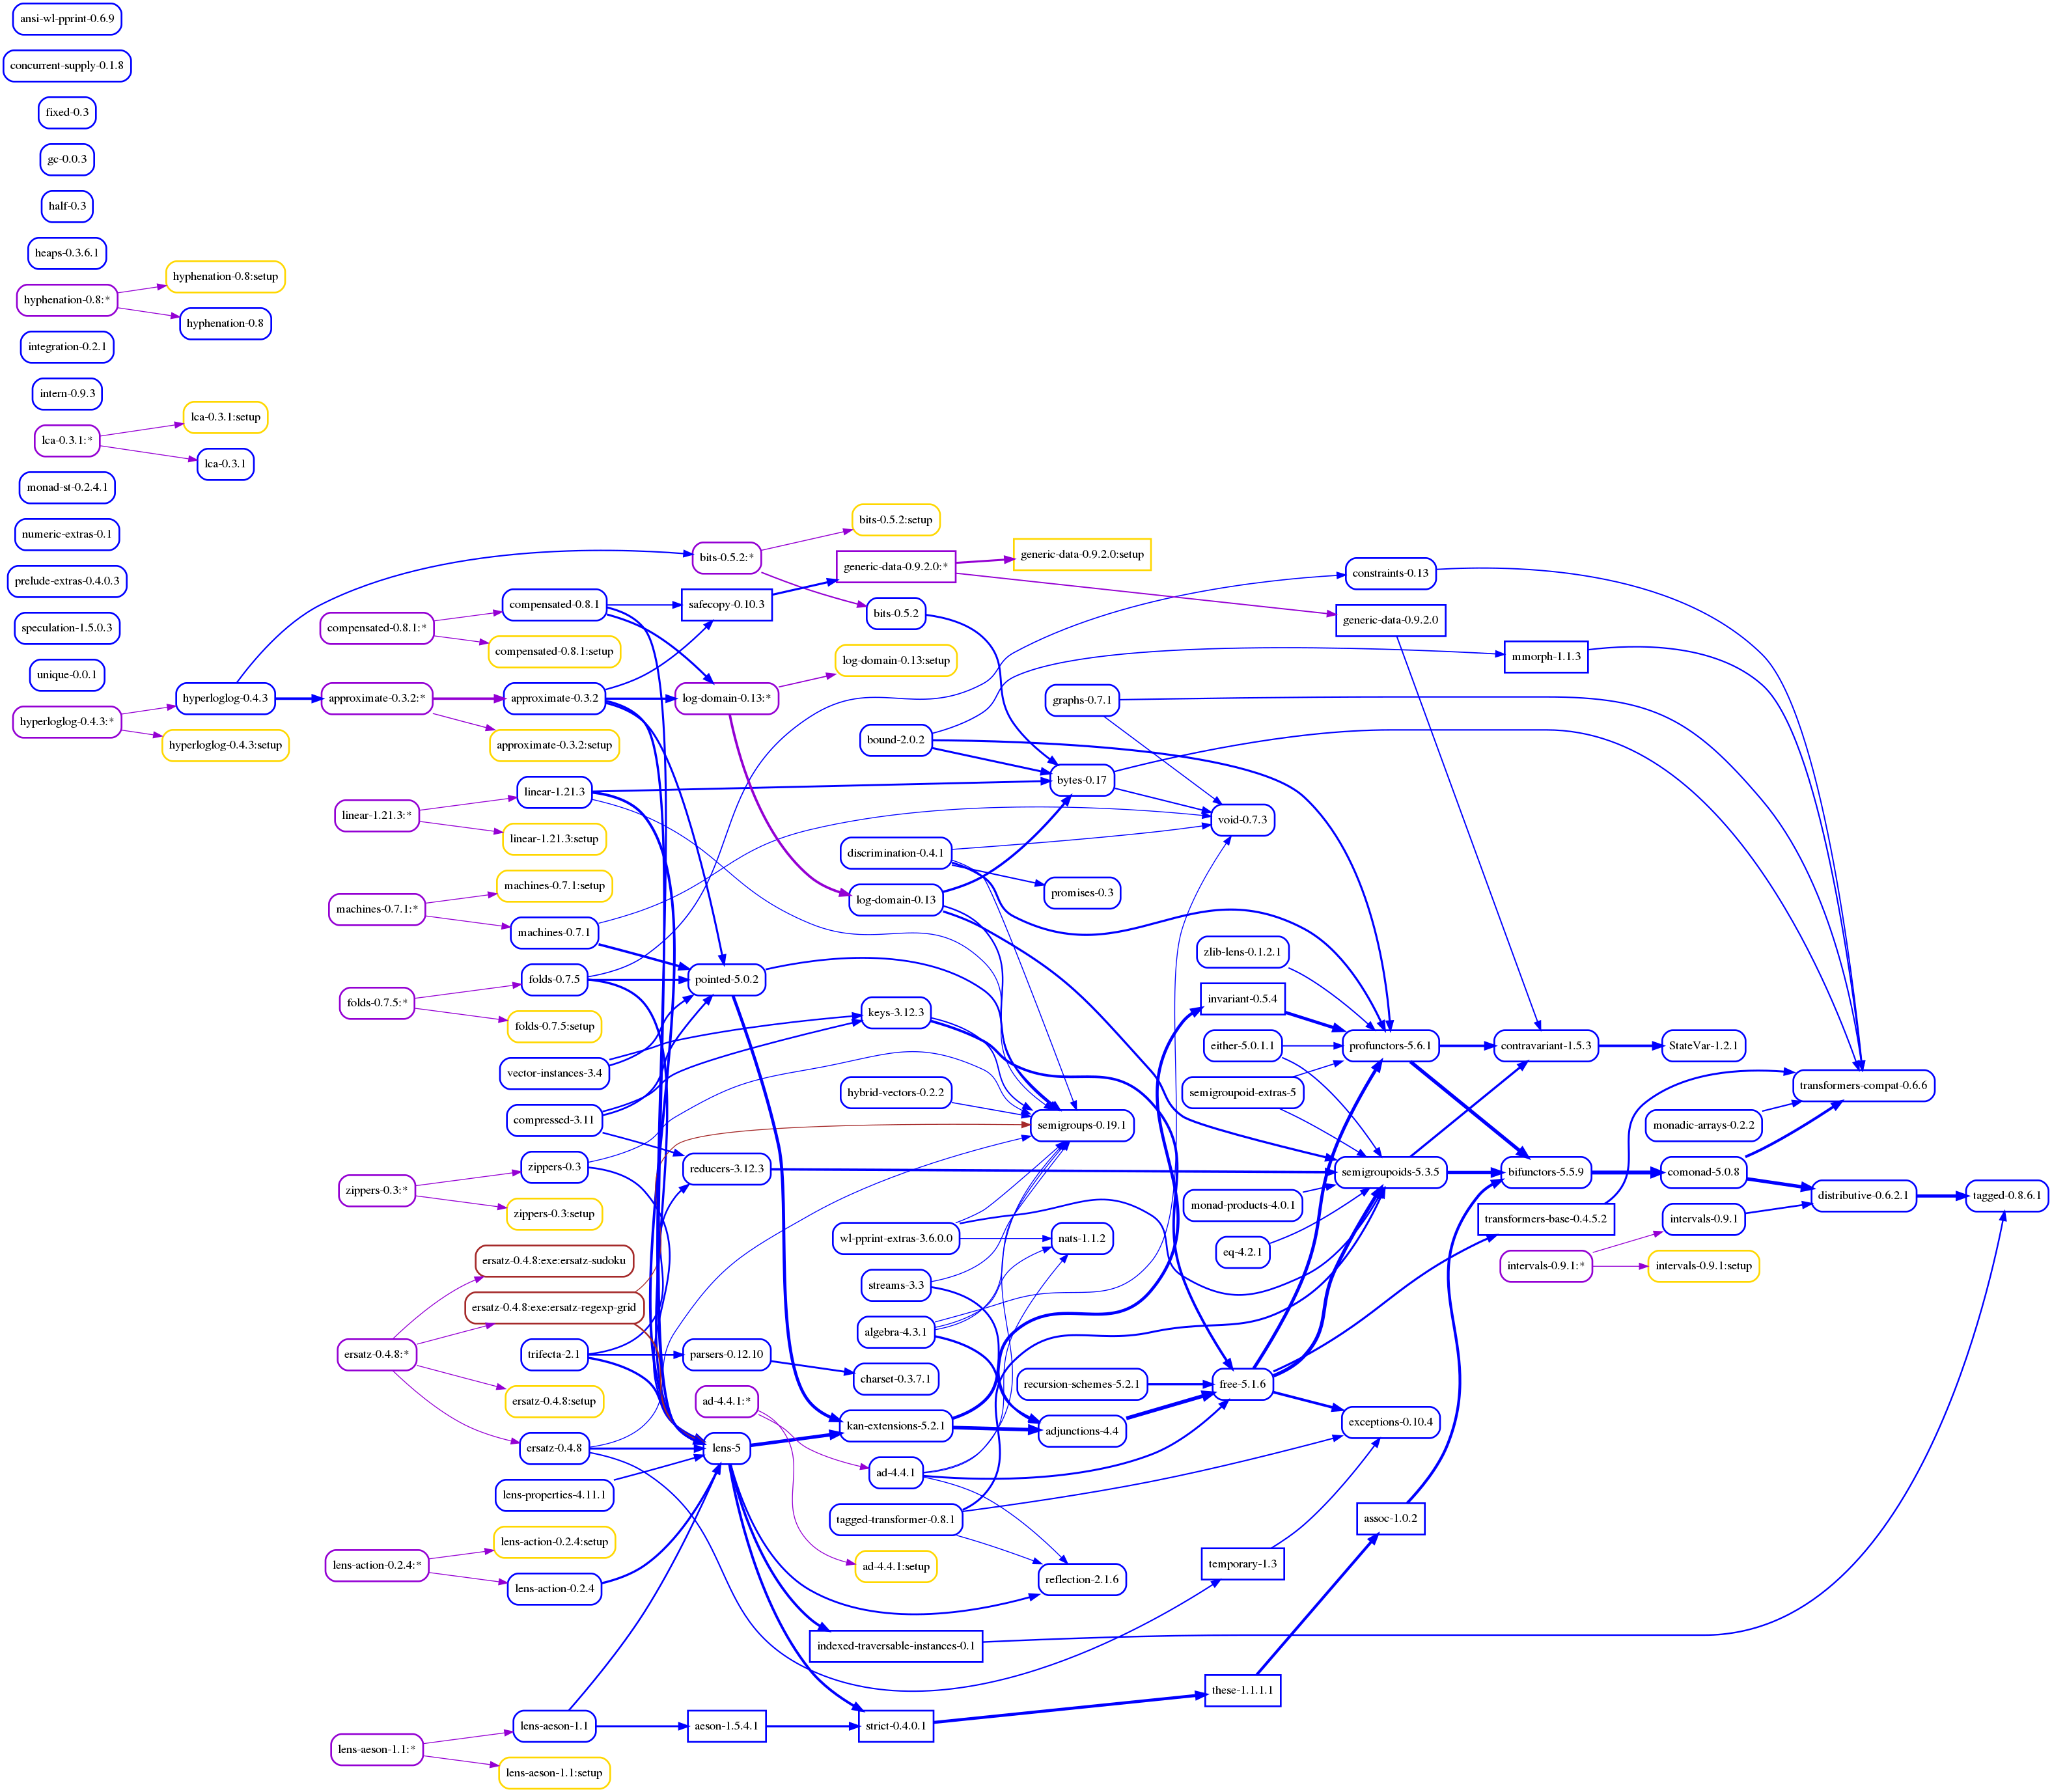 ansi-wl-pprint-0.6.9
concurrent-supply-0.1.8
fixed-0.3
gc-0.0.3
half-0.3
heaps-0.3.6.1
hyphenation-0.8:*
hyphenation-0.8:setup
hyphenation-0.8
integration-0.2.1
intern-0.9.3
lca-0.3.1:*
lca-0.3.1:setup
lca-0.3.1
monad-st-0.2.4.1
numeric-extras-0.1
prelude-extras-0.4.0.3
speculation-1.5.0.3
unique-0.0.1
hyperloglog-0.4.3:*
hyperloglog-0.4.3
hyperloglog-0.4.3:setup
compensated-0.8.1:*
approximate-0.3.2:*
linear-1.21.3:*
machines-0.7.1:*
folds-0.7.5:*
zippers-0.3:*
ersatz-0.4.8:*
lens-action-0.2.4:*
lens-aeson-1.1:*
compensated-0.8.1
compensated-0.8.1:setup
approximate-0.3.2
approximate-0.3.2:setup
linear-1.21.3
linear-1.21.3:setup
machines-0.7.1:setup
machines-0.7.1
folds-0.7.5
folds-0.7.5:setup
vector-instances-3.4
compressed-3.11
zippers-0.3
zippers-0.3:setup
ersatz-0.4.8:exe:ersatz-sudoku
ersatz-0.4.8:exe:ersatz-regexp-grid
trifecta-2.1
ersatz-0.4.8:setup
ersatz-0.4.8
lens-properties-4.11.1
lens-action-0.2.4:setup
lens-action-0.2.4
lens-aeson-1.1
lens-aeson-1.1:setup
bits-0.5.2:*
safecopy-0.10.3
log-domain-0.13:*
pointed-5.0.2
reducers-3.12.3
parsers-0.12.10
ad-4.4.1:*
lens-5
aeson-1.5.4.1
bits-0.5.2:setup
generic-data-0.9.2.0:*
bits-0.5.2
log-domain-0.13:setup
bound-2.0.2
discrimination-0.4.1
log-domain-0.13
keys-3.12.3
hybrid-vectors-0.2.2
wl-pprint-extras-3.6.0.0
streams-3.3
algebra-4.3.1
charset-0.3.7.1
kan-extensions-5.2.1
ad-4.4.1
tagged-transformer-0.8.1
ad-4.4.1:setup
indexed-traversable-instances-0.1
strict-0.4.0.1
generic-data-0.9.2.0:setup
graphs-0.7.1
bytes-0.17
promises-0.3
semigroups-0.19.1
nats-1.1.2
recursion-schemes-5.2.1
adjunctions-4.4
reflection-2.1.6
void-0.7.3
zlib-lens-0.1.2.1
invariant-0.5.4
either-5.0.1.1
semigroupoid-extras-5
monad-products-4.0.1
eq-4.2.1
free-5.1.6
temporary-1.3
these-1.1.1.1
constraints-0.13
generic-data-0.9.2.0
profunctors-5.6.1
semigroupoids-5.3.5
exceptions-0.10.4
assoc-1.0.2
mmorph-1.1.3
contravariant-1.5.3
bifunctors-5.5.9
transformers-base-0.4.5.2
intervals-0.9.1:*
StateVar-1.2.1
monadic-arrays-0.2.2
comonad-5.0.8
intervals-0.9.1
intervals-0.9.1:setup
transformers-compat-0.6.6
distributive-0.6.2.1
tagged-0.8.6.1